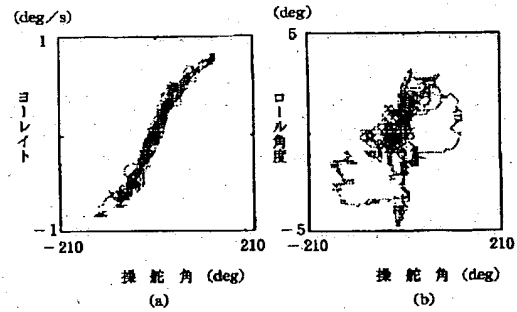 (deg/s)
1
ヨーレイト
-1
-210
210
操 舵 角 (deg)
(a)
(deg)
5
ロール角度
-5
-210
210
操 舵 角 (deg)
(b)